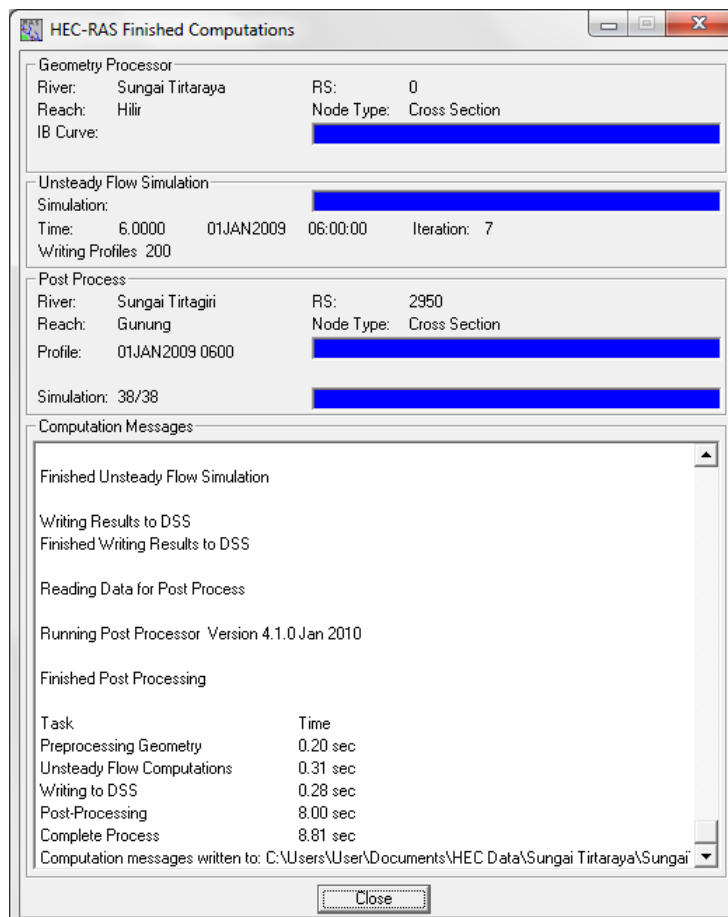 HEC-RAS Finished Computations
Geometry Processor
River: Sungai Tirtaraya RS: 0
Reach: Hilir Node Type: Cross Section
IB Curve:
Unsteady Flow Simulation
Simulation:
Time: 6.0000 01JAN2009 06:00:00 Iteration: 7
Writing Profiles 200
Post Process
River: Sungai Tirtagiri RS: 2950
Reach: Gunung Node Type: Cross Section
Profile: 01JAN2009 0600
Simulation: 38/38
Computation Messages
Finished Unsteady Flow Simulation
Writing Results to DSS
Finished Writing Results to DSS
Reading Data for Post Process
Running Post Processor Version 4.1.0 Jan 2010
Finished Post Processing
Task Time
Preprocessing Geometry 0.20 sec
Unsteady Flow Computations 0.31 sec
Writing to DSS 0.28 sec
Post-Processing 8.00 sec
Complete Process 8.81 sec
Computation messages written to: C:\Users\User\Documents\HEC Data\Sungai Tirtaraya\Sungai
Close